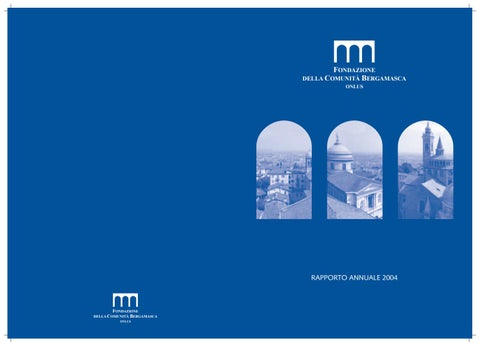 FONDAZIONE
DELLA COMUNITÀ BERGAMASCA
ONLUS
RAPPORTO ANNUALE 2004
FONDAZIONE
DELLA COMUNITÀ BERGAMASCA
ONLUS